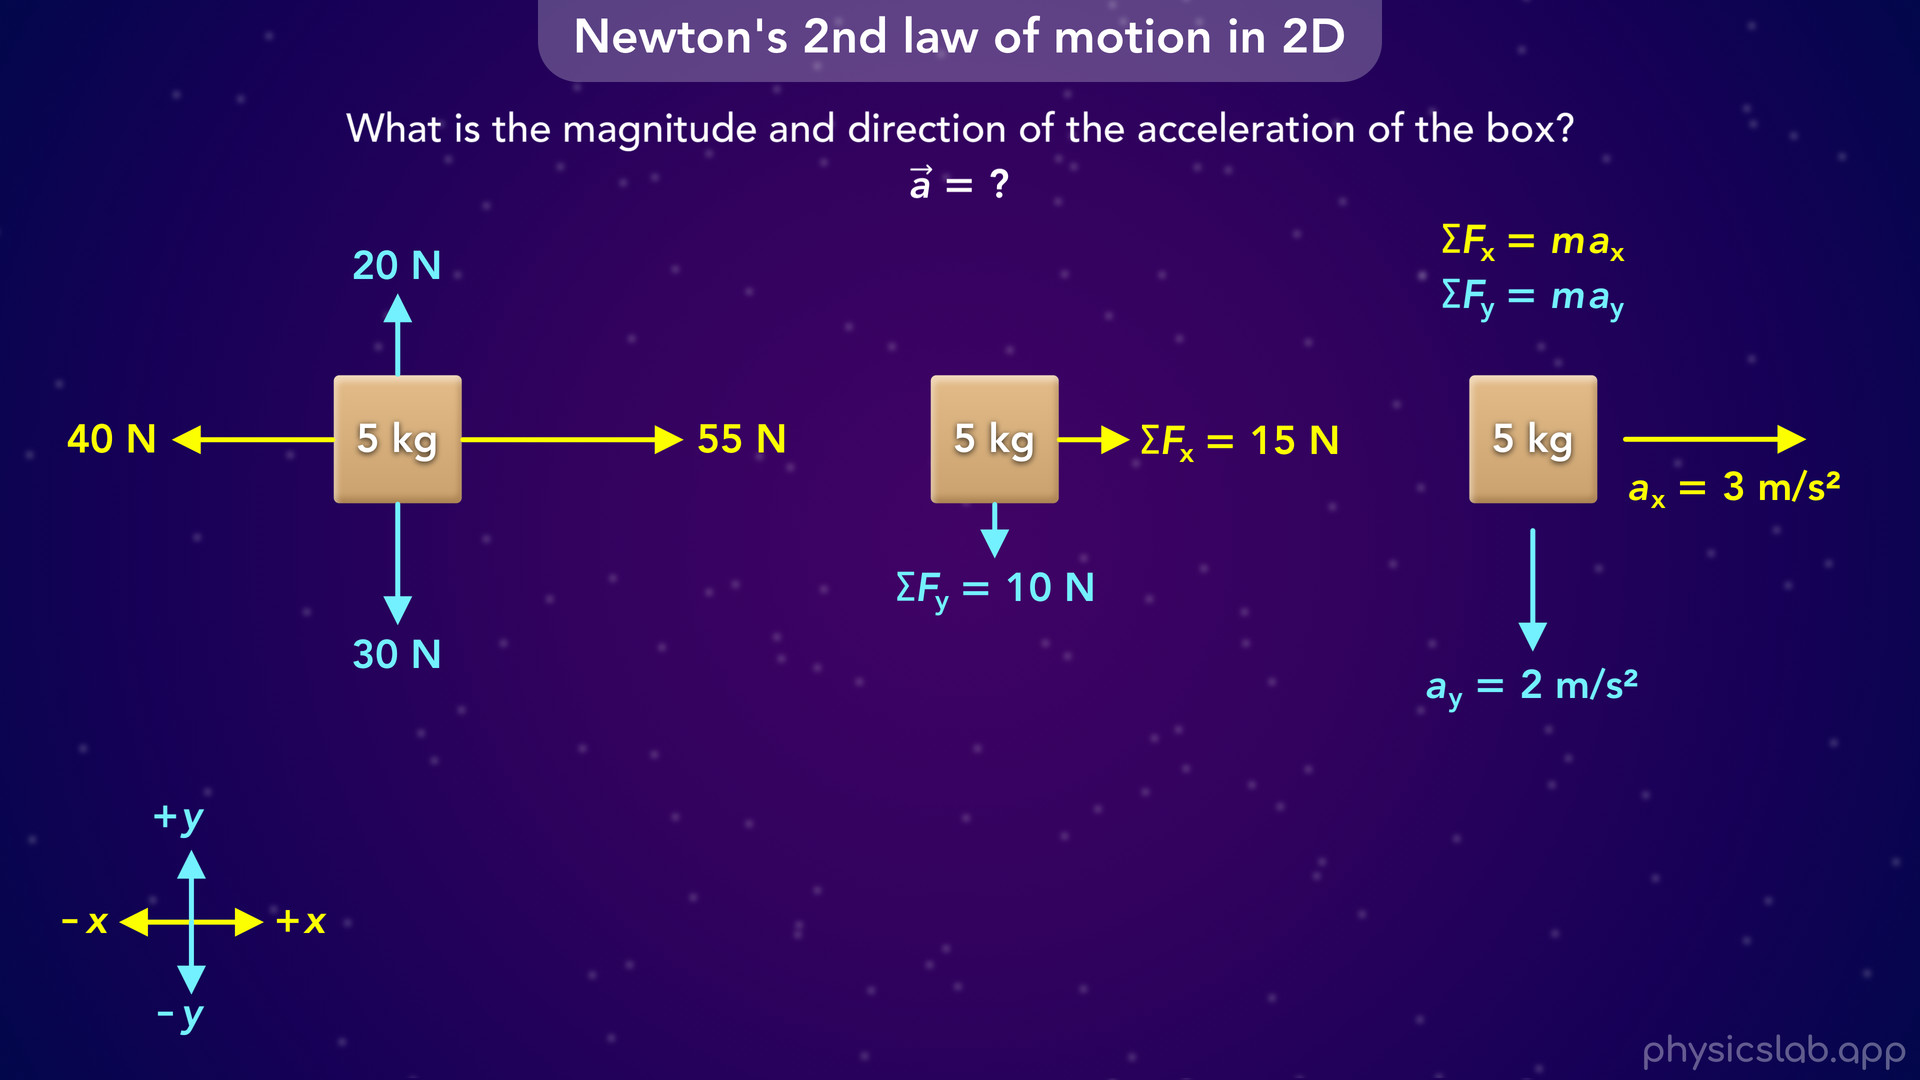 Newton's 2nd law of motion in 2D
What is the magnitude and direction of the acceleration of the box?
a⃗ = ?
20 N
40 N
5 kg
55 N
30 N
5 kg
ΣFx = 15 N
ΣFy = 10 N
ΣFx = max
ΣFy = may
5 kg
ax = 3 m/s²
ay = 2 m/s²
+y
-x
+x
-y
physicslab.app